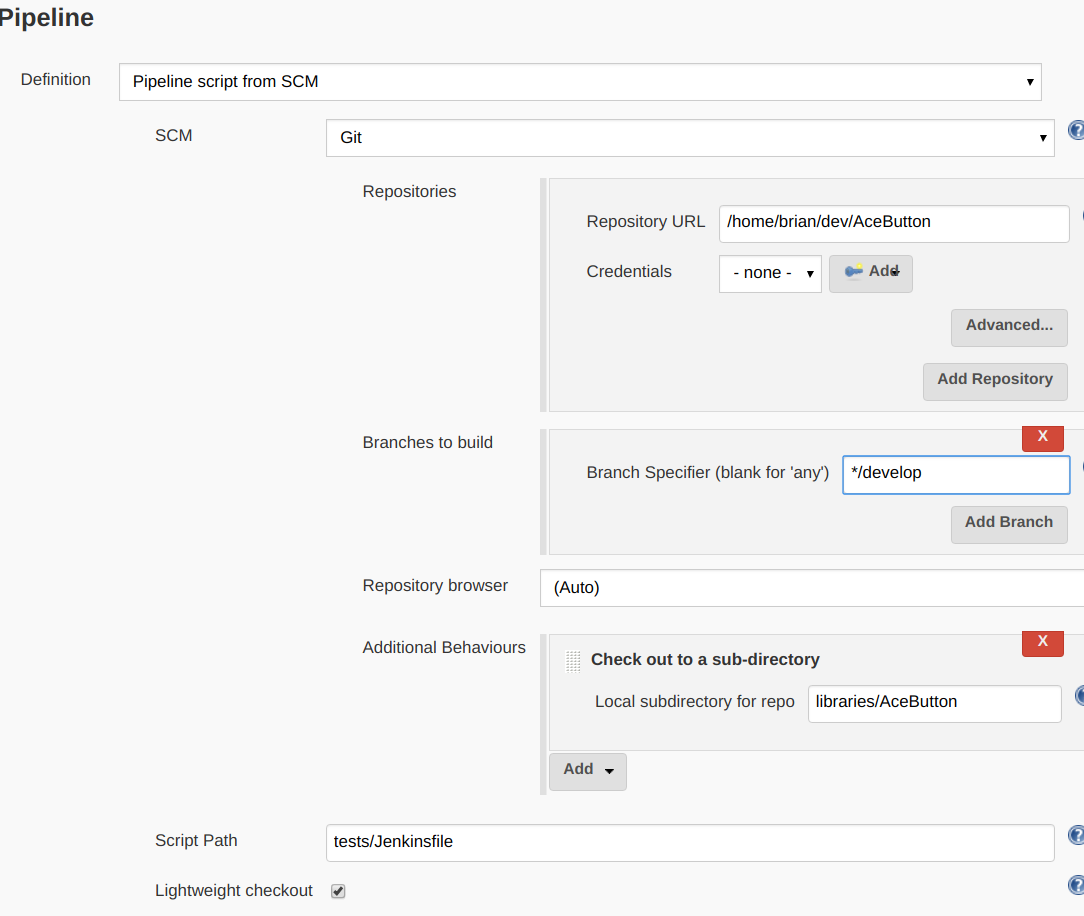 Pipeline
Definition
Pipeline script from SCM
SCM
Git
?
Repositories
Repository URL
/home/brian/dev/AceButton
Credentials
- none -
Add
Advanced...
Add Repository
Branches to build
X
Branch Specifier (blank for 'any')
*/develop
Add Branch
Repository browser
(Auto)
Additional Behaviours
X
Check out to a sub-directory
Local subdirectory for repo
libraries/AceButton
Add
Script Path
tests/Jenkinsfile
?
Lightweight checkout
?